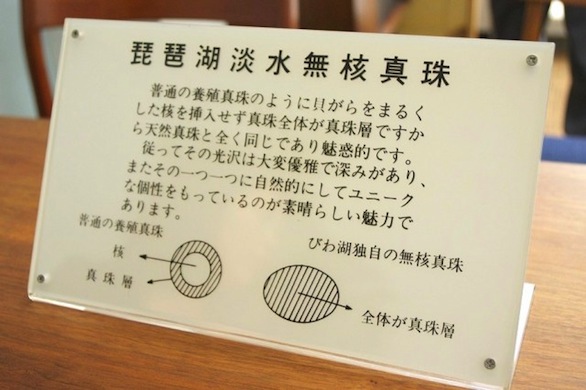 琵琶湖淡水無核真珠
普通の養殖真珠のように貝がらをまるく
した核を挿入せず真珠全体が真珠層ですか
ら天然真珠と全く同じであり魅惑的です。
従ってその光沢は大変優雅で深みがあり、
またその一つ一つに自然的にしてユニーク
な個性をもっているのが素晴らしい魅力で
あります。
普通の養殖真珠
核
真珠層
びわ湖独自の無核真珠
全体が真珠層